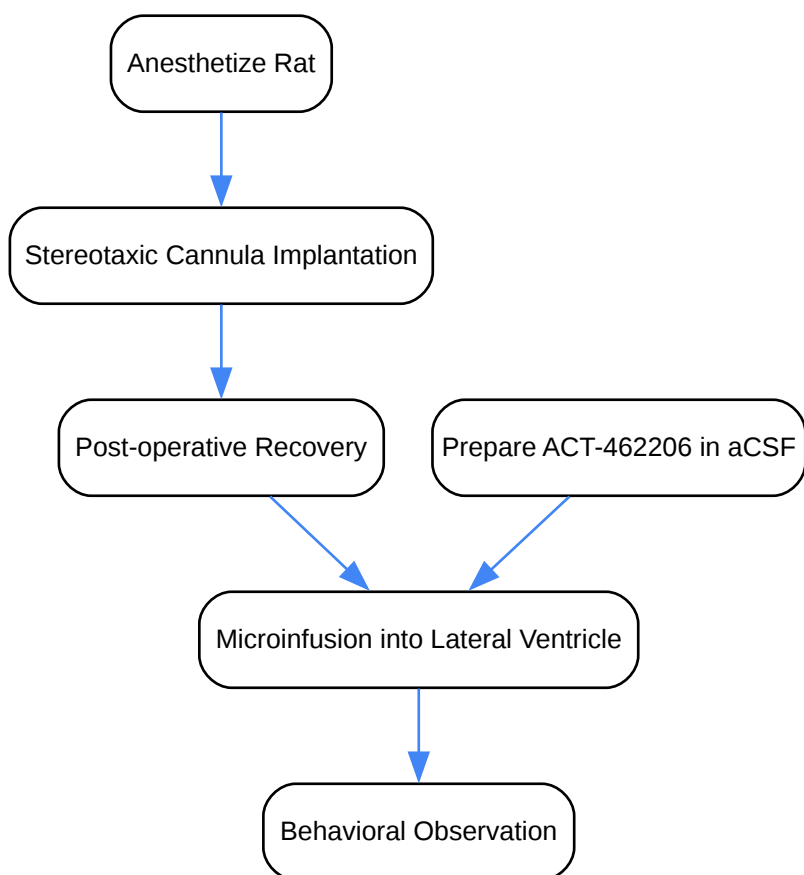 Anesthetize Rat
Stereotaxic Cannula Implantation
Post-operative Recovery
Prepare ACT-462206 in aCSF
Microinfusion into Lateral Ventricle
Behavioral Observation